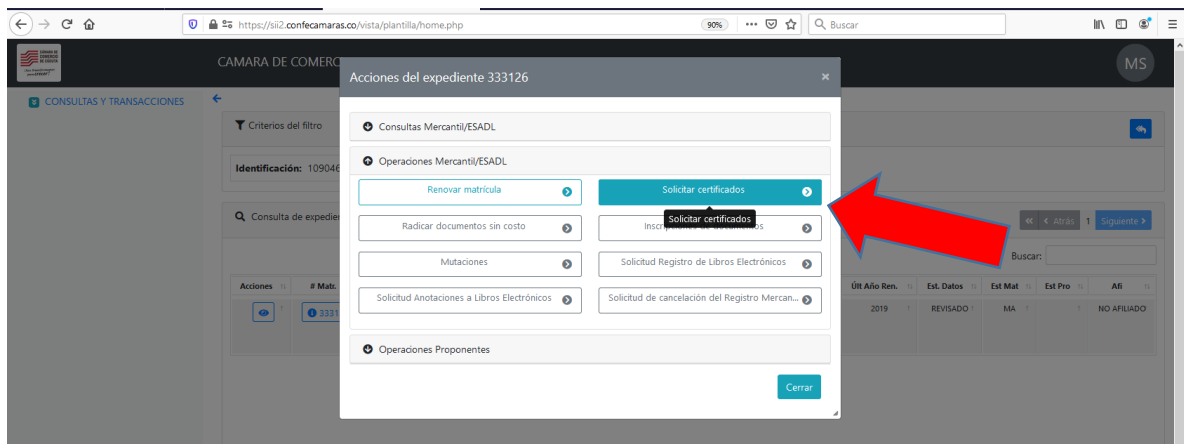 https://sii2.confecamaras.co/vista/plantilla/home.php
90%
Buscar
CAMARA DE COMERC
MS
CONSULTAS Y TRANSACCIONES
Acciones del expediente 333126
×
Criterios del filtro
Identificación: 109046
Consultas Mercantil/ESADL
Operaciones Mercantil/ESADL
Renovar matrícula
Solicitar certificados
Solicitar certificados
Radicar documentos sin costo
Inscripciones de documentos
Mutaciones
Solicitud Registro de Libros Electrónicos
Solicitud Anotaciones a Libros Electrónicos
Solicitud de cancelación del Registro Mercan...
Operaciones Proponentes
Cerrar
Consulta de expedie
« < Atrás 1 Siguiente >
Buscar:
Acciones # Matr. Últ Año Ren. Est. Datos Est Mat Est Pro Afi
3331 2019 REVISADO MA NO AFILIADO